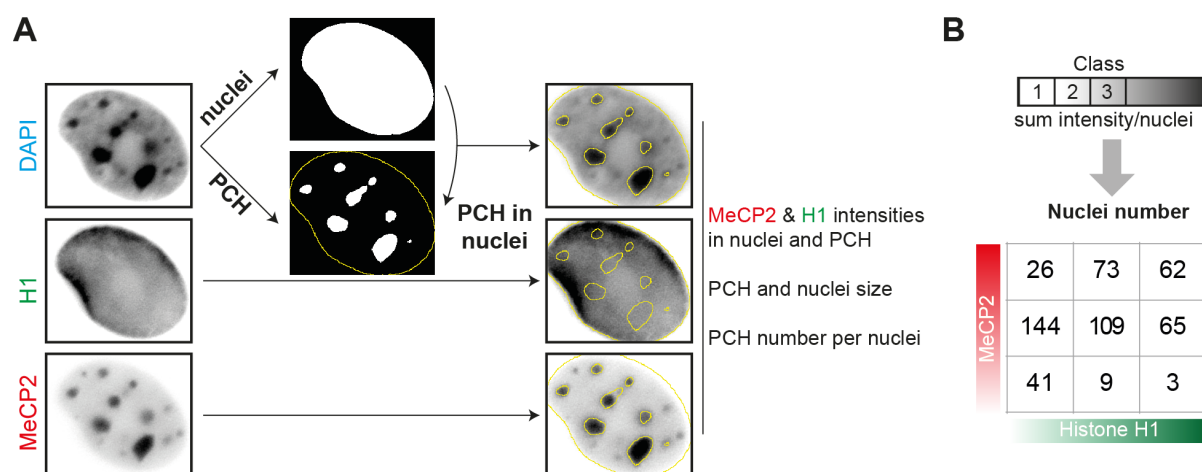 A
DAPI
H1
MeCP2
nuclei
PCH
PCH in
nuclei
MeCP2 & H1 intensities
in nuclei and PCH
PCH and nuclei size
PCH number per nuclei
B
Class
1 2 3
sum intensity/nuclei
Nuclei number
MeCP2
26 73 62
144 109 65
41 9 3
Histone H1